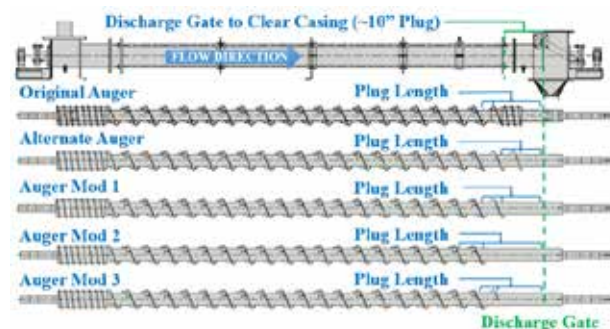 Discharge Gate to Clear Casing (~10” Plug)
FLOW DIRECTION
Original Auger
Plug Length
Alternate Auger
Plug Length
Auger Mod 1
Plug Length
Auger Mod 2
Plug Length
Auger Mod 3
Plug Length
Discharge Gate